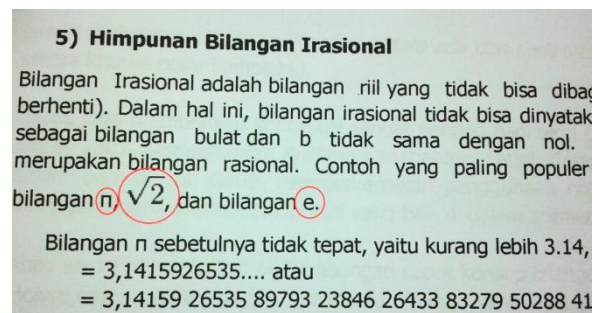 5) Himpunan Bilangan Irasional
Bilangan Irasional adalah bilangan riil yang tidak bisa dibag
berhenti). Dalam hal ini, bilangan irasional tidak bisa dinyatak
sebagai bilangan bulat dan b tidak sama dengan nol.
merupakan bilangan rasional. Contoh yang paling populer
bilangan π, √2, dan bilangan e.
Bilangan π sebetulnya tidak tepat, yaitu kurang lebih 3.14,
= 3,1415926535.... atau
= 3,14159 26535 89793 23846 26433 83279 50288 41